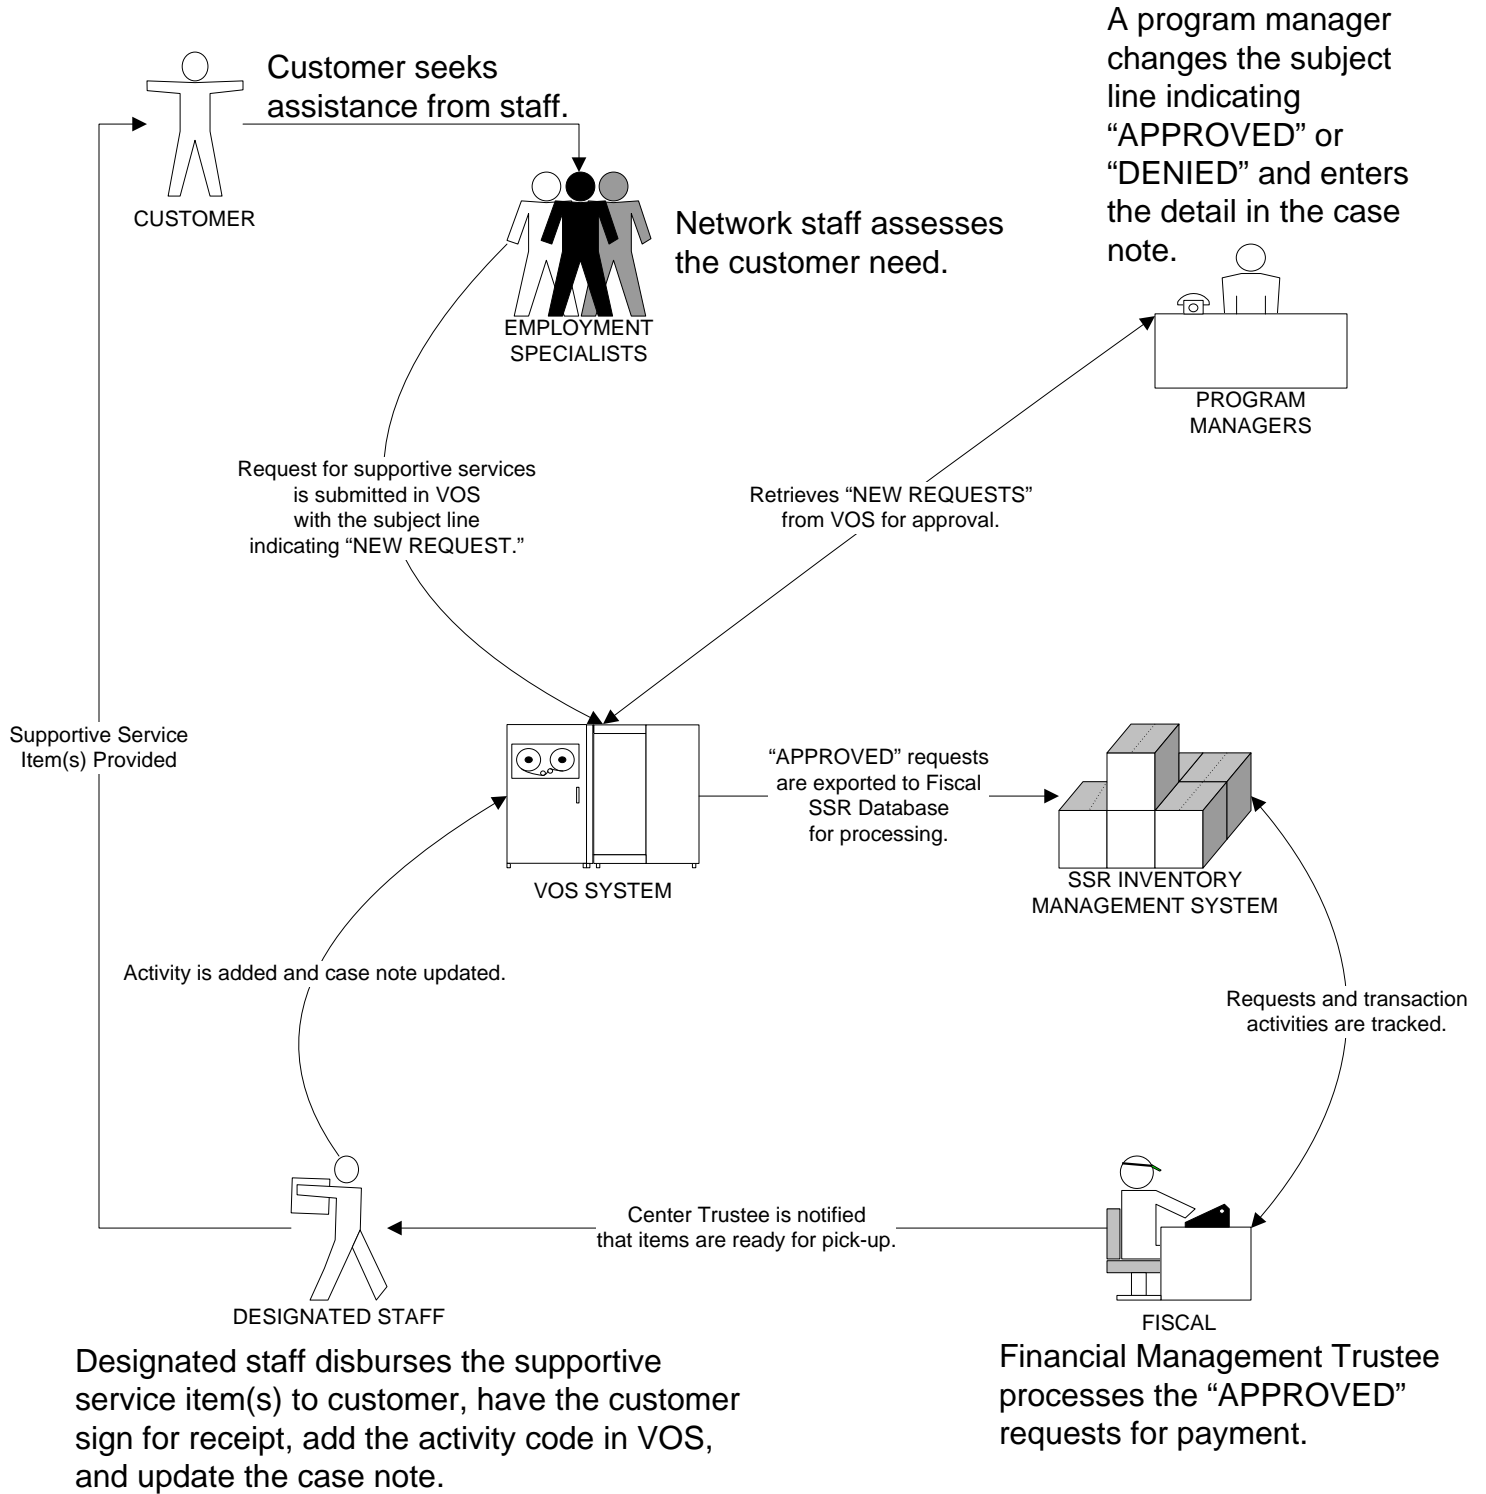 Customer seeks
assistance from staff.
CUSTOMER
A program manager
changes the subject
line indicating
“APPROVED” or
“DENIED” and enters
the detail in the case
note.
Network staff assesses
the customer need.
EMPLOYMENT
SPECIALISTS
PROGRAM
MANAGERS
Request for supportive services
is submitted in VOS
with the subject line
indicating “NEW REQUEST.”
Retrieves “NEW REQUESTS”
from VOS for approval.
Supportive Service
Item(s) Provided
“APPROVED” requests
are exported to Fiscal
SSR Database
for processing.
VOS SYSTEM
SSR INVENTORY
MANAGEMENT SYSTEM
Activity is added and case note updated.
Requests and transaction
activities are tracked.
Center Trustee is notified
that items are ready for pick-up.
DESIGNATED STAFF
FISCAL
Designated staff disburses the supportive
service item(s) to customer, have the customer
sign for receipt, add the activity code in VOS,
and update the case note.
Financial Management Trustee
processes the “APPROVED”
requests for payment.